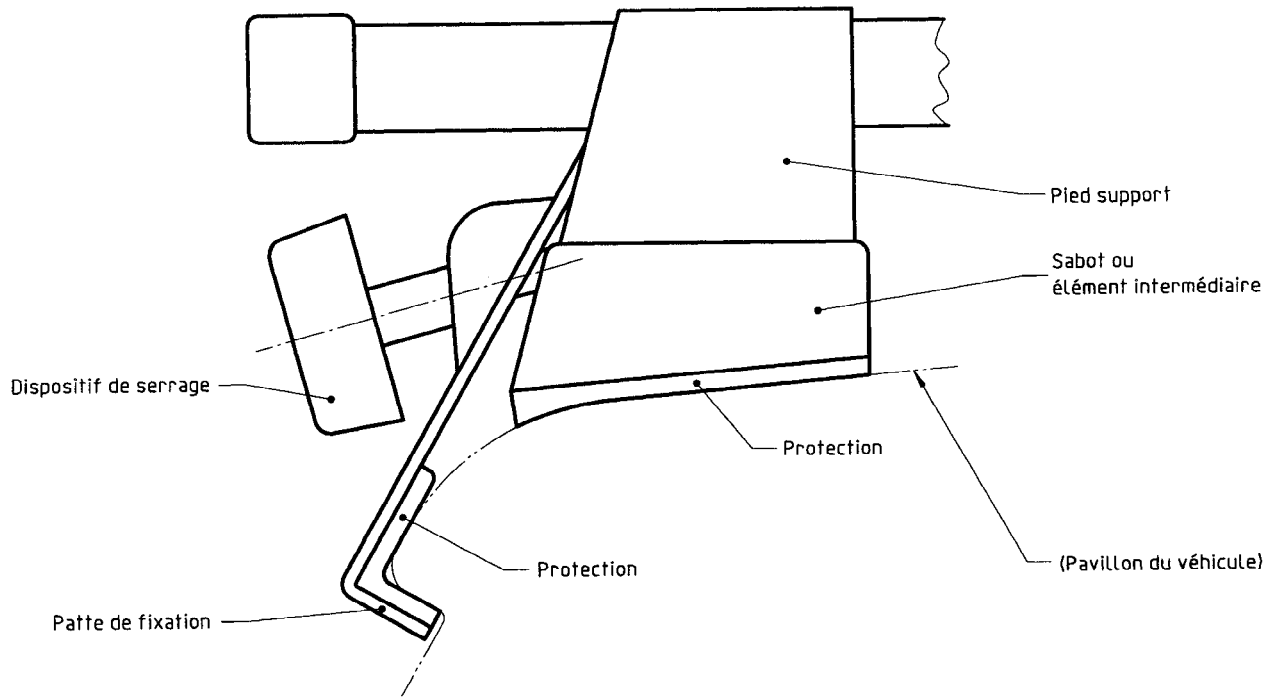 Pied support
Sabot ou
élément intermédiaire
Dispositif de serrage
Protection
(Pavillon du véhicule)
Protection
Patte de fixation